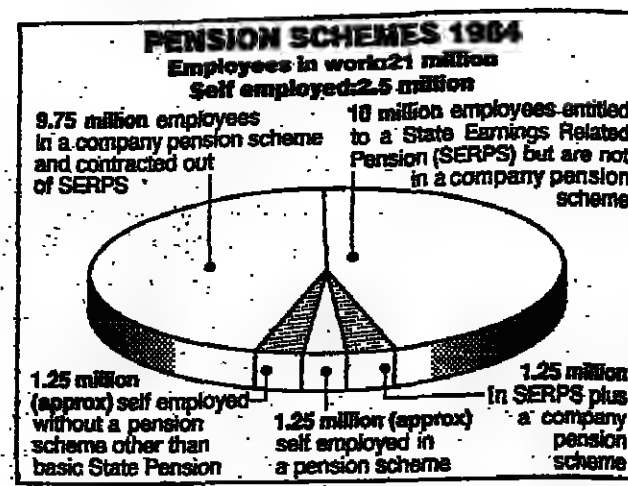 PENSION SCHEMES 1984
Employees in work:21 million
Self employed:2.5 million
9.75 million employees
in a company pension scheme
and contracted out
of SERPS
10 million employees entitled
to a State Earnings Related
Pension (SERPS) but are not
in a company pension
scheme
1.25 million
(approx) self employed
without a pension
scheme other than
basic State Pension
1.25 million (approx)
self employed in
a pension scheme
1.25 million
in SERPS plus
a company
pension
scheme